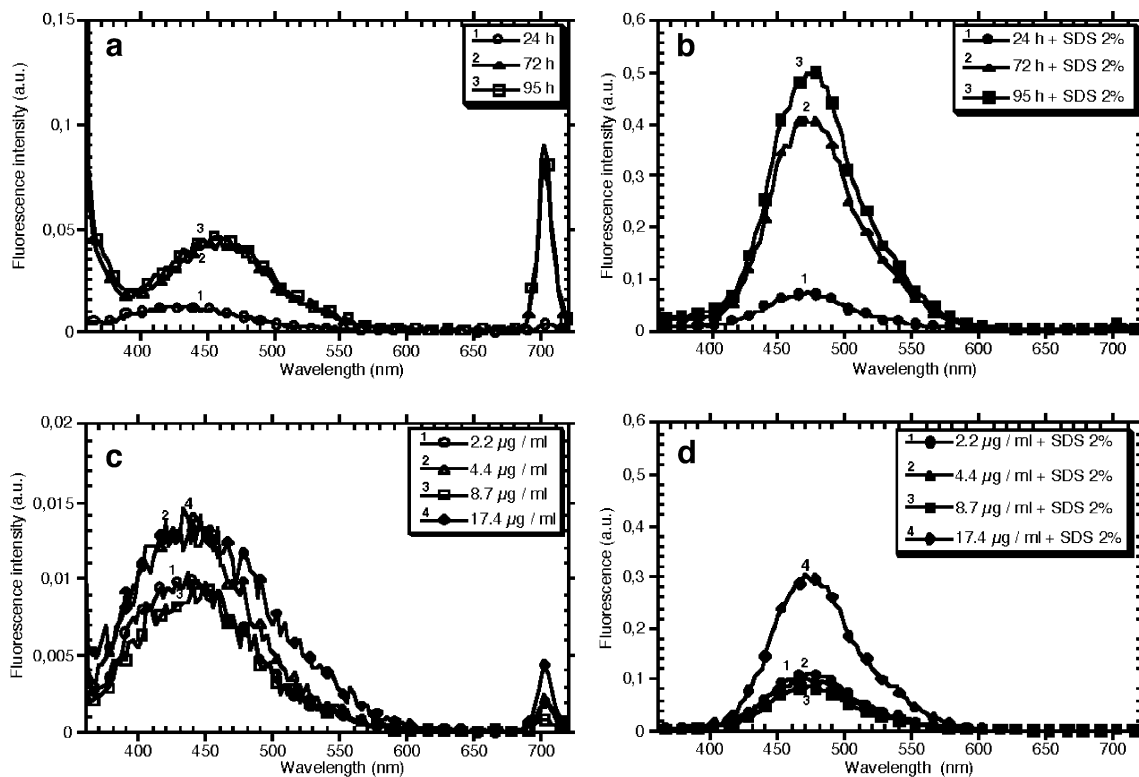 a
1 24 h
2 72 h
3 95 h
Fluorescence intensity (a.u.)
0,15
0,1
0,05
0
1
2
3
400 450 500 550 600 650 700
Wavelength (nm)
b
1 24 h + SDS 2%
2 72 h + SDS 2%
3 95 h + SDS 2%
Fluorescence intensity (a.u.)
0,6
0,5
0,4
0,3
0,2
0,1
0
3
2
1
400 450 500 550 600 650 700
Wavelength (nm)
c
1 2.2 µg / ml
2 4.4 µg / ml
3 8.7 µg / ml
4 17.4 µg / ml
Fluorescence intensity (a.u.)
0,02
0,015
0,01
0,005
0
2 4
1
3
400 450 500 550 600 650 700
Wavelength (nm)
d
1 2.2 µg / ml + SDS 2%
2 4.4 µg / ml + SDS 2%
3 8.7 µg / ml + SDS 2%
4 17.4 µg / ml + SDS 2%
Fluorescence (a.u.)
0,6
0,5
0,4
0,3
0,2
0,1
0
4
1 2
3
400 450 500 550 600 650 700
Wavelength (nm)